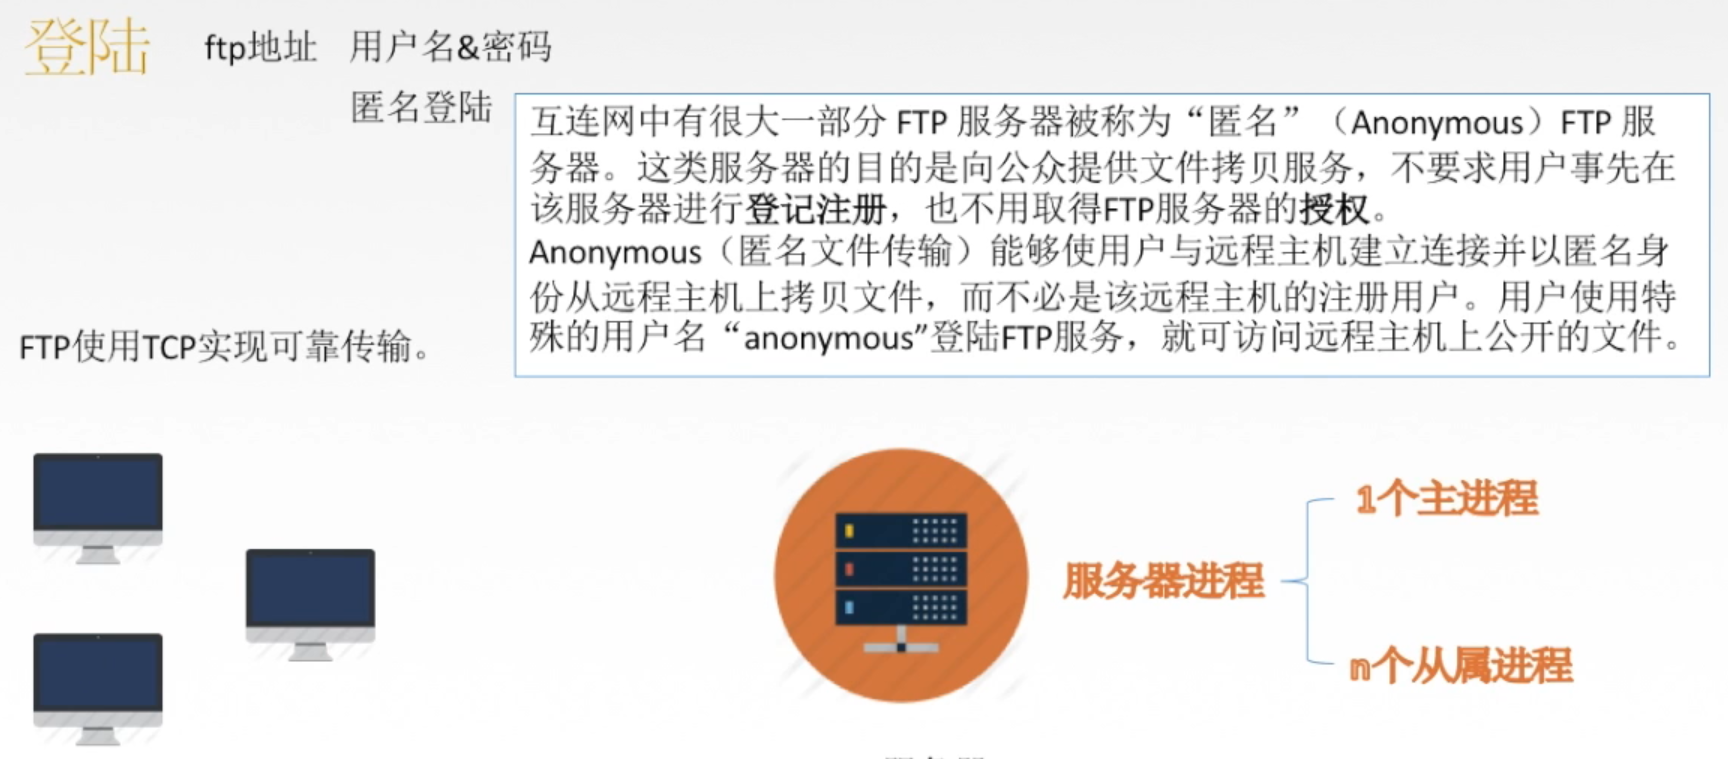 登陆 ftp地址 用户名&密码
匿名登陆
互连网中有很大一部分 FTP 服务器被称为“匿名”（Anonymous）FTP 服
务器。这类服务器的目的是向公众提供文件拷贝服务，不要求用户事先在
该服务器进行登记注册，也不用取得FTP服务器的授权。
Anonymous（匿名文件传输）能够使用户与远程主机建立连接并以匿名身
份从远程主机上拷贝文件，而不必是该远程主机的注册用户。用户使用特
殊的用户名“anonymous”登陆FTP服务，就可访问远程主机上公开的文件。
FTP使用TCP实现可靠传输。
1个主进程
服务器进程
n个从属进程